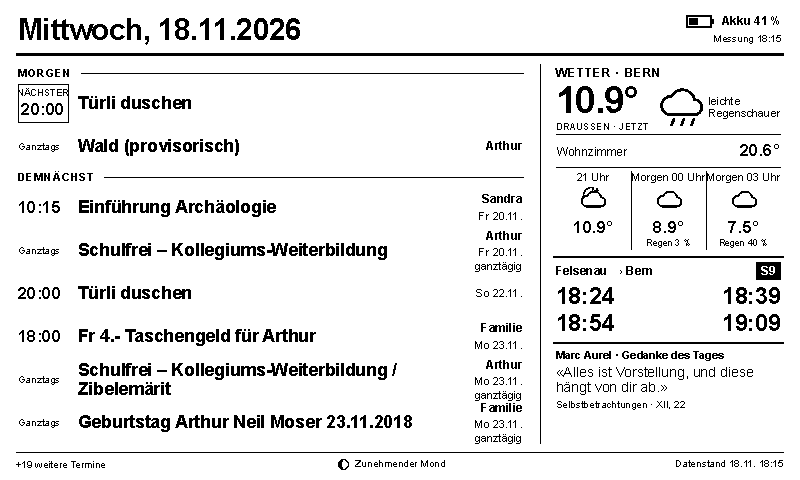 Mittwoch, 18.11.2026
Akku 41 %
Messung 18:15
MORGEN
NÄCHSTER
20:00 Türli duschen
Ganztags Wald (provisorisch) Arthur
DEMNÄCHST
10:15 Einführung Archäologie Sandra
Fr 20.11.
Ganztags Schulfrei – Kollegiums-Weiterbildung Arthur
Fr 20.11.
ganztägig
20:00 Türli duschen So 22.11.
18:00 Fr 4.- Taschengeld für Arthur Familie
Mo 23.11.
Ganztags Schulfrei – Kollegiums-Weiterbildung / Zibelemärit Arthur
Mo 23.11.
ganztägig
Ganztags Geburtstag Arthur Neil Moser 23.11.2018 Familie
Mo 23.11.
ganztägig
WETTER · BERN
10.9°
leichte
Regenschauer
DRAUSSEN · JETZT
Wohnzimmer 20.6°
21 Uhr Morgen 00 Uhr Morgen 03 Uhr
10.9° 8.9° 7.5°
Regen 3 % Regen 40 %
Felsenau › Bern S9
18:24 18:39
18:54 19:09
Marc Aurel · Gedanke des Tages
«Alles ist Vorstellung, und diese
hängt von dir ab.»
Selbstbetrachtungen · XII, 22
+19 weitere Termine
Zunehmender Mond
Datenstand 18.11. 18:15